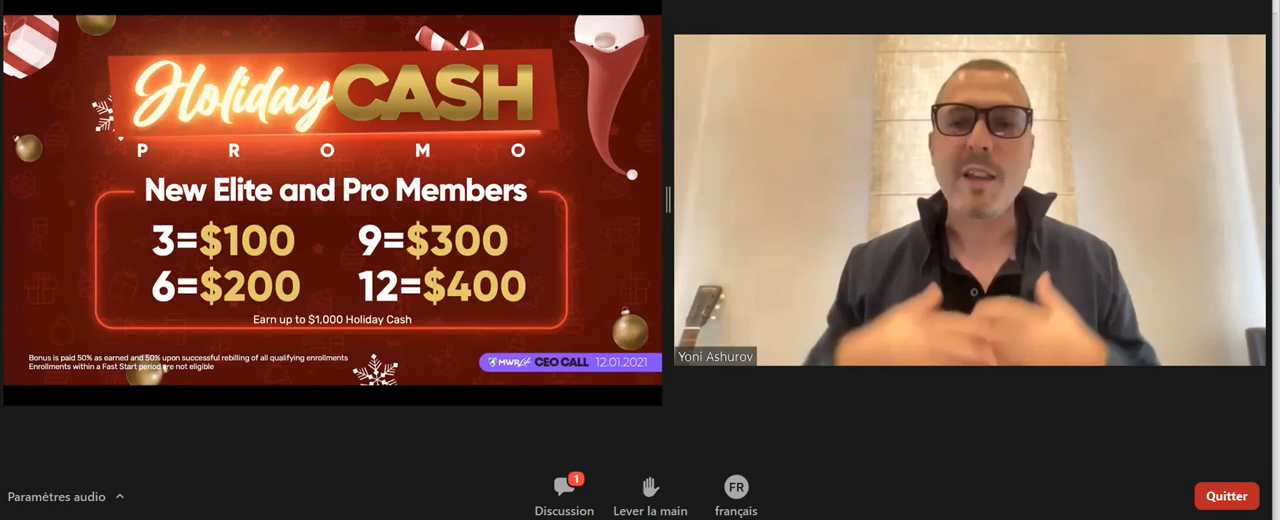 Holiday CASH
PROMO
New Elite and Pro Members
3=$100 9=$300
6=$200 12=$400
Earn up to $1,000 Holiday Cash
Bonus is paid 50% as earned and 50% upon successful rebilling of all qualifying enrollments
Enrollments within a Fast Start period are not eligible
MWR Life CEO CALL 12.01.2021
Yoni Ashurov
Paramètres audio
1
Discussion
Lever la main
FR
français
Quitter